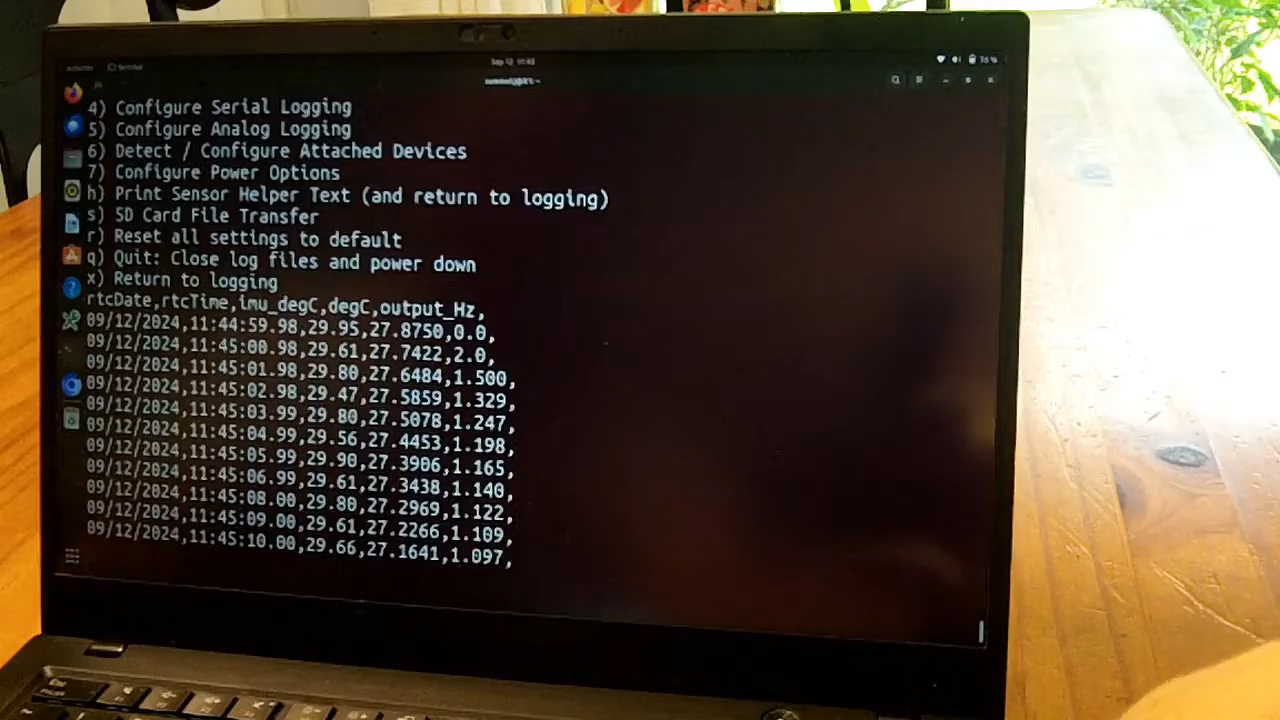 Sep 12 11:43
4) Configure Serial Logging
5) Configure Analog Logging
6) Detect / Configure Attached Devices
7) Configure Power Options
h) Print Sensor Helper Text (and return to logging)
s) SD Card File Transfer
r) Reset all settings to default
q) Quit: Close log files and power down
x) Return to logging
rtcDate,rtcTime,imu_degC,degC,output_Hz,
09/12/2024,11:44:59.98,29.95,27.8750,0.0,
09/12/2024,11:45:00.98,29.61,27.7422,2.0,
09/12/2024,11:45:01.98,29.80,27.6484,1.500,
09/12/2024,11:45:02.98,29.47,27.5859,1.329,
09/12/2024,11:45:03.99,29.80,27.5078,1.247,
09/12/2024,11:45:04.99,29.56,27.4453,1.198,
09/12/2024,11:45:05.99,29.90,27.3906,1.165,
09/12/2024,11:45:06.99,29.61,27.3438,1.140,
09/12/2024,11:45:08.00,29.80,27.2969,1.122,
09/12/2024,11:45:09.00,29.61,27.2266,1.109,
09/12/2024,11:45:10.00,29.66,27.1641,1.097,